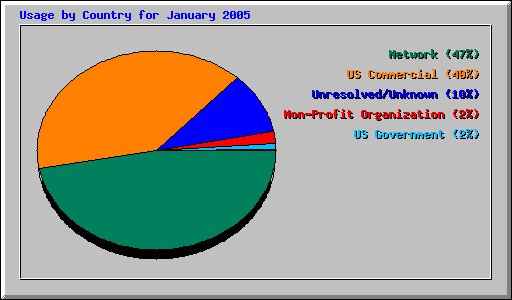 Usage by Country for January 2005
Network (47%)
US Commercial (40%)
Unresolved/Unknown (10%)
Non-Profit Organization (2%)
US Government (2%)